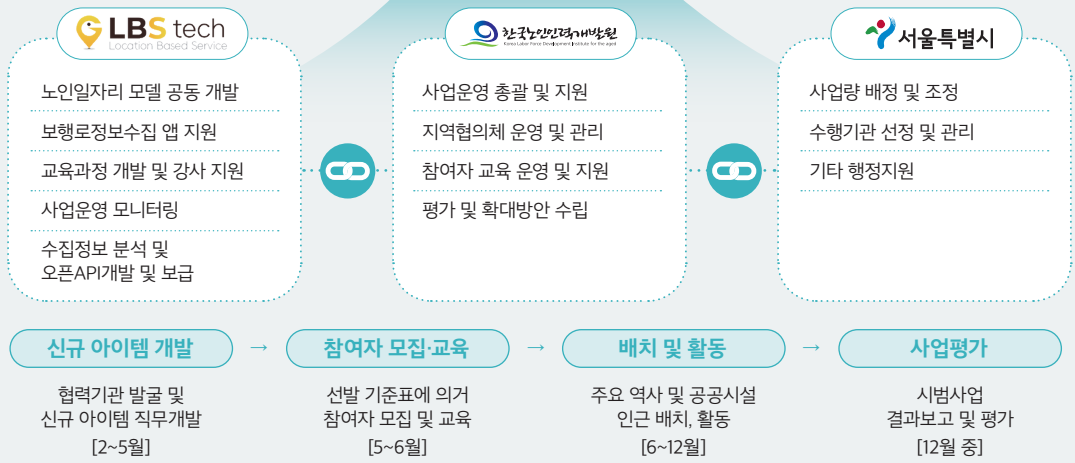 LBS tech
Location Based Service
노인일자리 모델 공동 개발
보행로정보수집 앱 지원
교육과정 개발 및 강사 지원
사업운영 모니터링
수집정보 분석 및
오픈API개발 및 보급
한국노인인력개발원
Korea Labor Force Development Institute for the aged
사업운영 총괄 및 지원
지역협의체 운영 및 관리
참여자 교육 운영 및 지원
평가 및 확대방안 수립
서울특별시
사업량 배정 및 조정
수행기관 선정 및 관리
기타 행정지원
신규 아이템 개발 → 참여자 모집·교육 → 배치 및 활동 → 사업평가
협력기관 발굴 및
신규 아이템 직무개발
[2~5월]
선발 기준표에 의거
참여자 모집 및 교육
[5~6월]
주요 역사 및 공공시설
인근 배치, 활동
[6~12월]
시범사업
결과보고 및 평가
[12월 중]